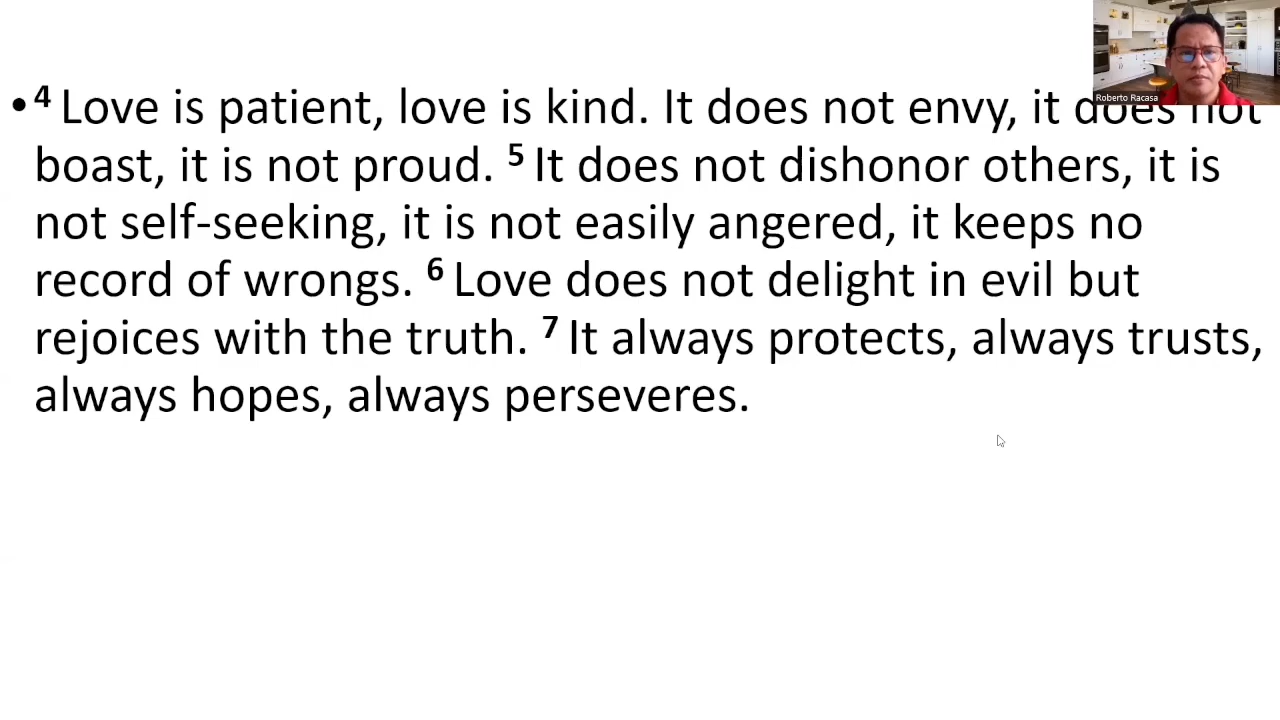 Roberto Racasa
• 4 Love is patient, love is kind. It does not envy, it does not
boast, it is not proud. 5 It does not dishonor others, it is
not self-seeking, it is not easily angered, it keeps no
record of wrongs. 6 Love does not delight in evil but
rejoices with the truth. 7 It always protects, always trusts,
always hopes, always perseveres.